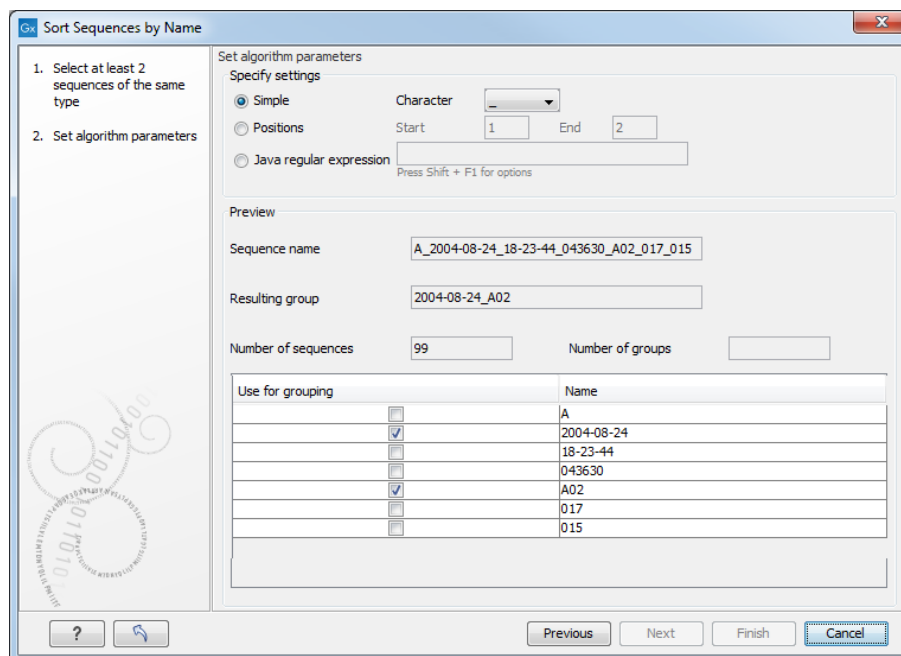 Gx Sort Sequences by Name
1. Select at least 2
sequences of the same
type
2. Set algorithm parameters
Set algorithm parameters
Specify settings
Simple Character _
Positions Start 1 End 2
Java regular expression
Press Shift + F1 for options
Preview
Sequence name A_2004-08-24_18-23-44_043630_A02_017_015
Resulting group 2004-08-24_A02
Number of sequences 99 Number of groups
Use for grouping Name
A
2004-08-24
18-23-44
043630
A02
017
015
? Previous Next Finish Cancel